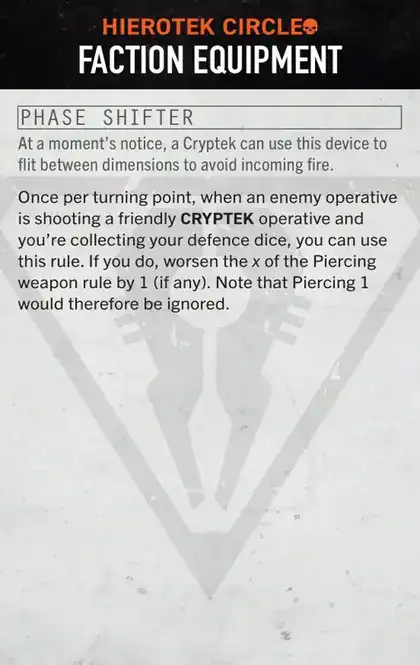 HIEROTEK CIRCLE
FACTION EQUIPMENT
PHASE SHIFTER
At a moment's notice, a Cryptek can use this device to
flit between dimensions to avoid incoming fire.
Once per turning point, when an enemy operative
is shooting a friendly CRYPTEK operative and
you're collecting your defence dice, you can use
this rule. If you do, worsen the x of the Piercing
weapon rule by 1 (if any). Note that Piercing 1
would therefore be ignored.